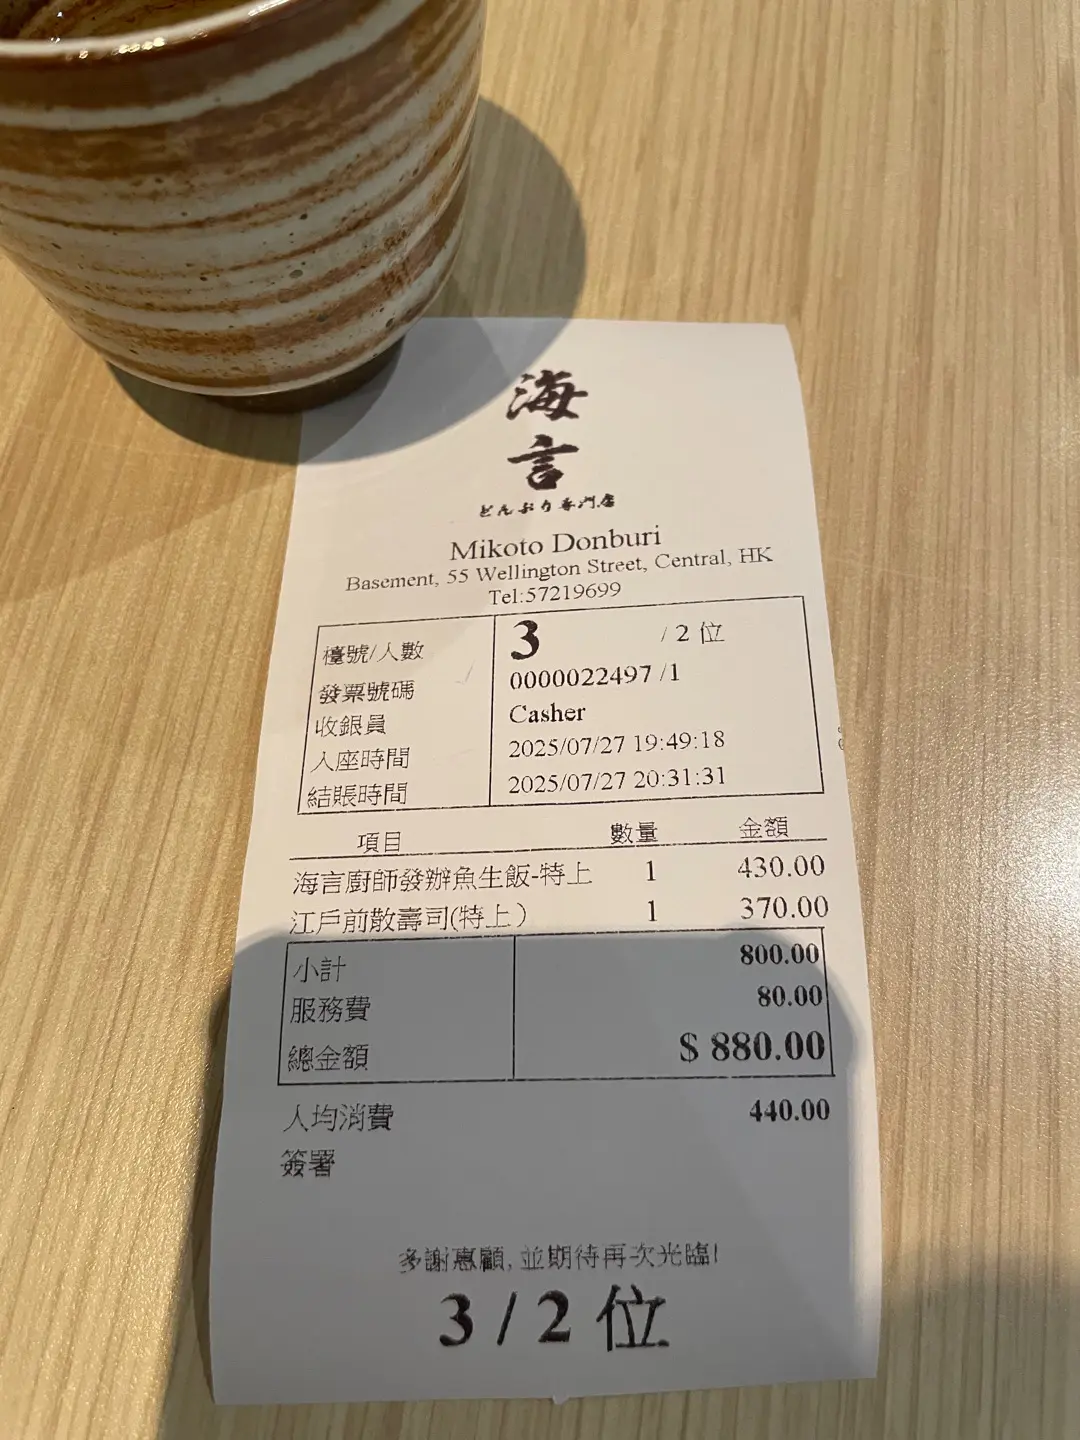 海
言
どんぶり専門店
Mikoto Donburi
Basement, 55 Wellington Street, Central, HK
Tel:57219699
檯號/人數 3 / 2 位
發票號碼 0000022497 /1
收銀員 Casher
入座時間 2025/07/27 19:49:18
結賬時間 2025/07/27 20:31:31
項目 數量 金額
海言廚師發辦魚生飯-特上 1 430.00
江戶前散壽司(特上) 1 370.00
小計 800.00
服務費 80.00
總金額 $ 880.00
人均消費 440.00
簽署
多謝惠顧, 並期待再次光臨!
3 / 2 位